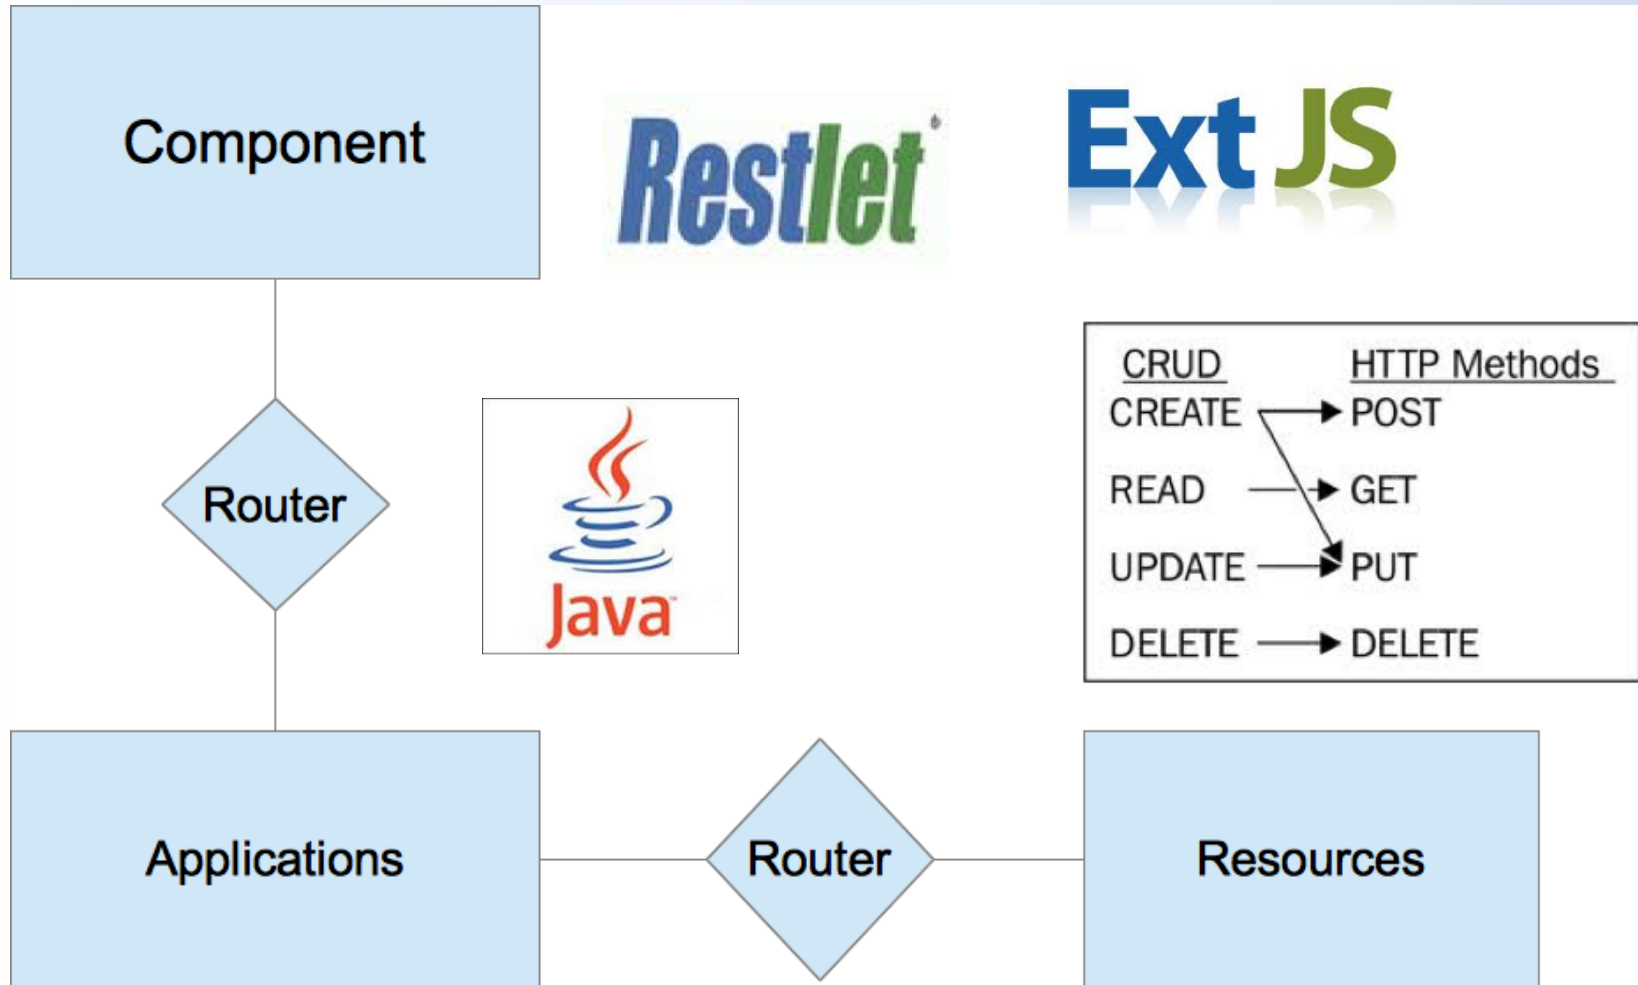 Component
Restlet
Ext JS
CRUD HTTP Methods
CREATE POST
READ GET
UPDATE PUT
DELETE DELETE
Router
Java
Applications
Router
Resources